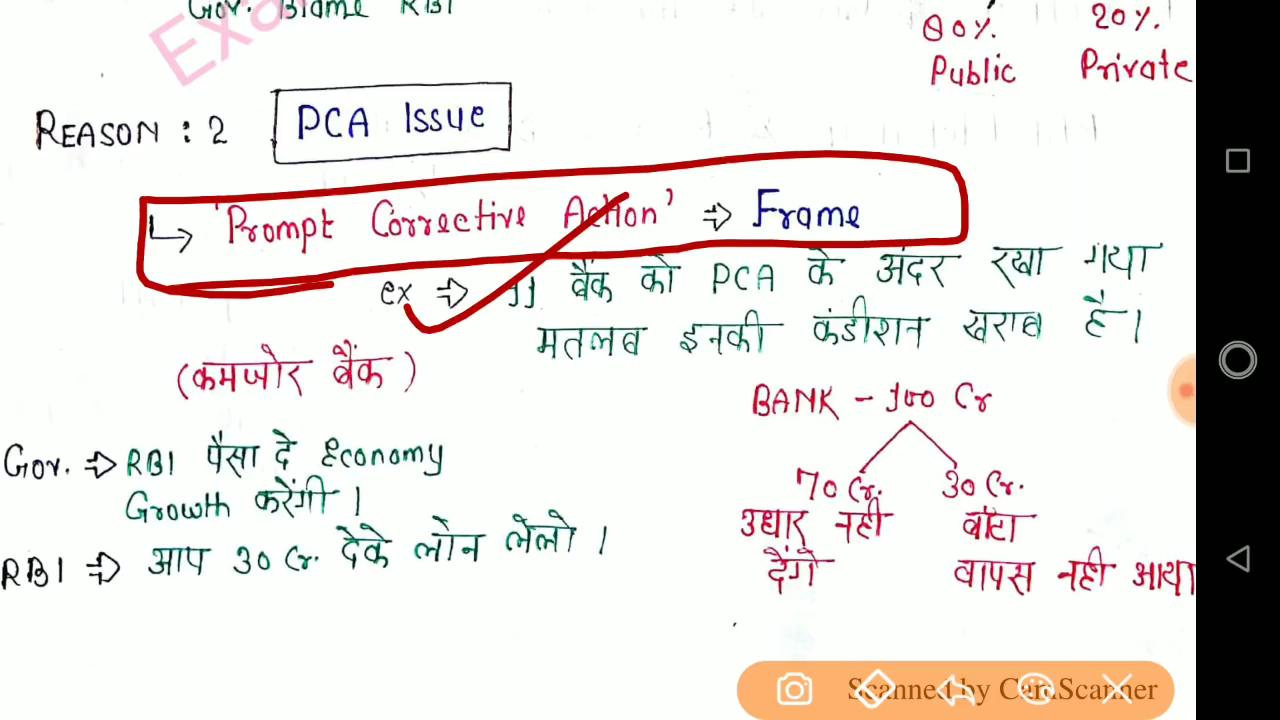 Gov. Blame RBI
Exa
80%. 20%.
Public Private
REASON : 2 PCA ISSUE
↳ 'Prompt Corrective Action' ⇒ Frame
ex ⇒ 11 बैंक को PCA के अंदर रखा गया
मतलब इनकी कंडीशन खराब है।
(कमजोर बैंक)
BANK - 100 Cr
Gov. ⇒ RBI पैसा दे Economy
Growth करेंगी।
70 Cr. 30 Cr.
उधार नही बांटा
देंगे वापस नही आया
RBI ⇒ आप 30 Cr. देके लोन लेलो।
Scanned by CamScanner